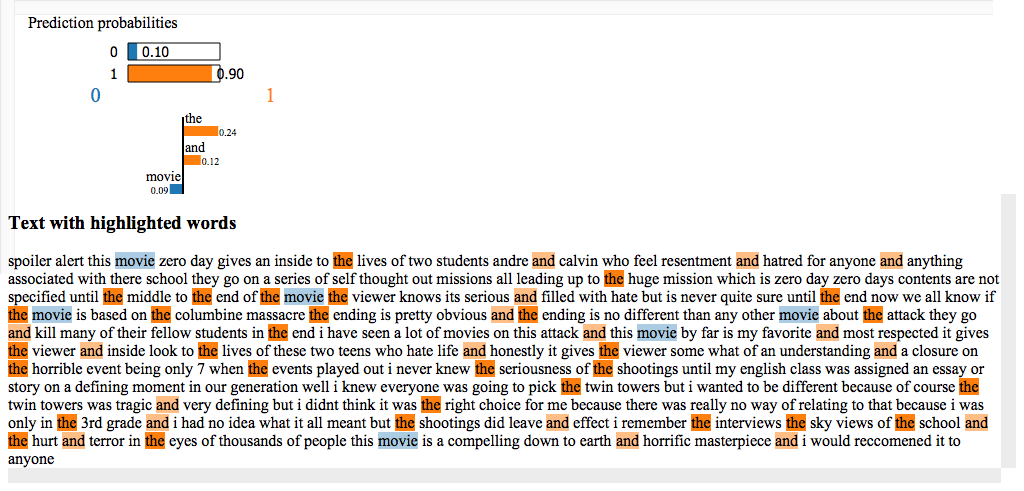 Prediction probabilities
0 0.10
1 0.90
0 1
the
0.24
and
0.12
movie
0.09
Text with highlighted words
spoiler alert this movie zero day gives an inside to the lives of two students andre and calvin who feel resentment and hatred for anyone and anything
associated with there school they go on a series of self thought out missions all leading up to the huge mission which is zero day zero days contents are not
specified until the middle to the end of the movie the viewer knows its serious and filled with hate but is never quite sure until the end now we all know if
the movie is based on the columbine massacre the ending is pretty obvious and the ending is no different than any other movie about the attack they go
and kill many of their fellow students in the end i have seen a lot of movies on this attack and this movie by far is my favorite and most respected it gives
the viewer and inside look to the lives of these two teens who hate life and honestly it gives the viewer some what of an understanding and a closure on
the horrible event being only 7 when the events played out i never knew the seriousness of the shootings until my english class was assigned an essay or
story on a defining moment in our generation well i knew everyone was going to pick the twin towers but i wanted to be different because of course the
twin towers was tragic and very defining but i didnt think it was the right choice for me because there was really no way of relating to that because i was
only in the 3rd grade and i had no idea what it all meant but the shootings did leave and effect i remember the interviews the sky views of the school and
the hurt and terror in the eyes of thousands of people this movie is a compelling down to earth and horrific masterpiece and i would reccomened it to
anyone